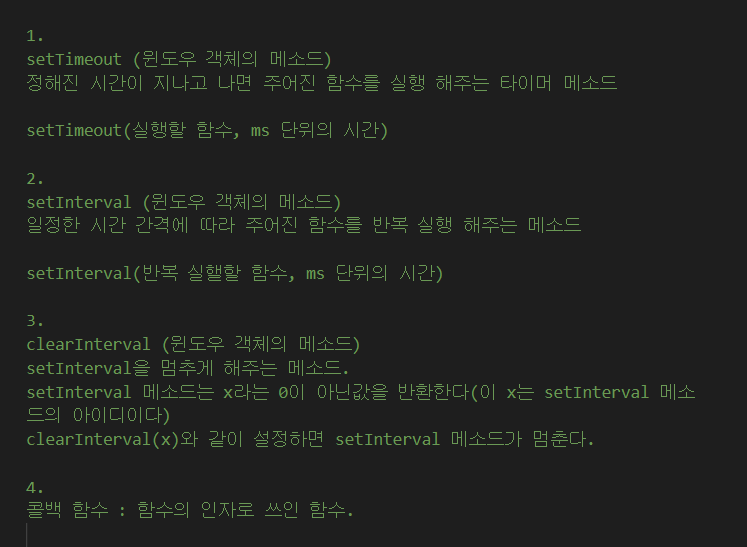 1.
setTimeout (윈도우 객체의 메소드)
정해진 시간이 지나고 나면 주어진 함수를 실행 해주는 타이머 메소드
setTimeout(실행할 함수, ms 단위의 시간)
2.
setInterval (윈도우 객체의 메소드)
일정한 시간 간격에 따라 주어진 함수를 반복 실행 해주는 메소드
setInterval(반복 실핼할 함수, ms 단위의 시간)
3.
clearInterval (윈도우 객체의 메소드)
setInterval을 멈추게 해주는 메소드.
setInterval 메소드는 x라는 0이 아닌값을 반환한다(이 x는 setInterval 메소
드의 아이디이다)
clearInterval(x)와 같이 설정하면 setInterval 메소드가 멈춘다.
4.
콜백 함수 : 함수의 인자로 쓰인 함수.